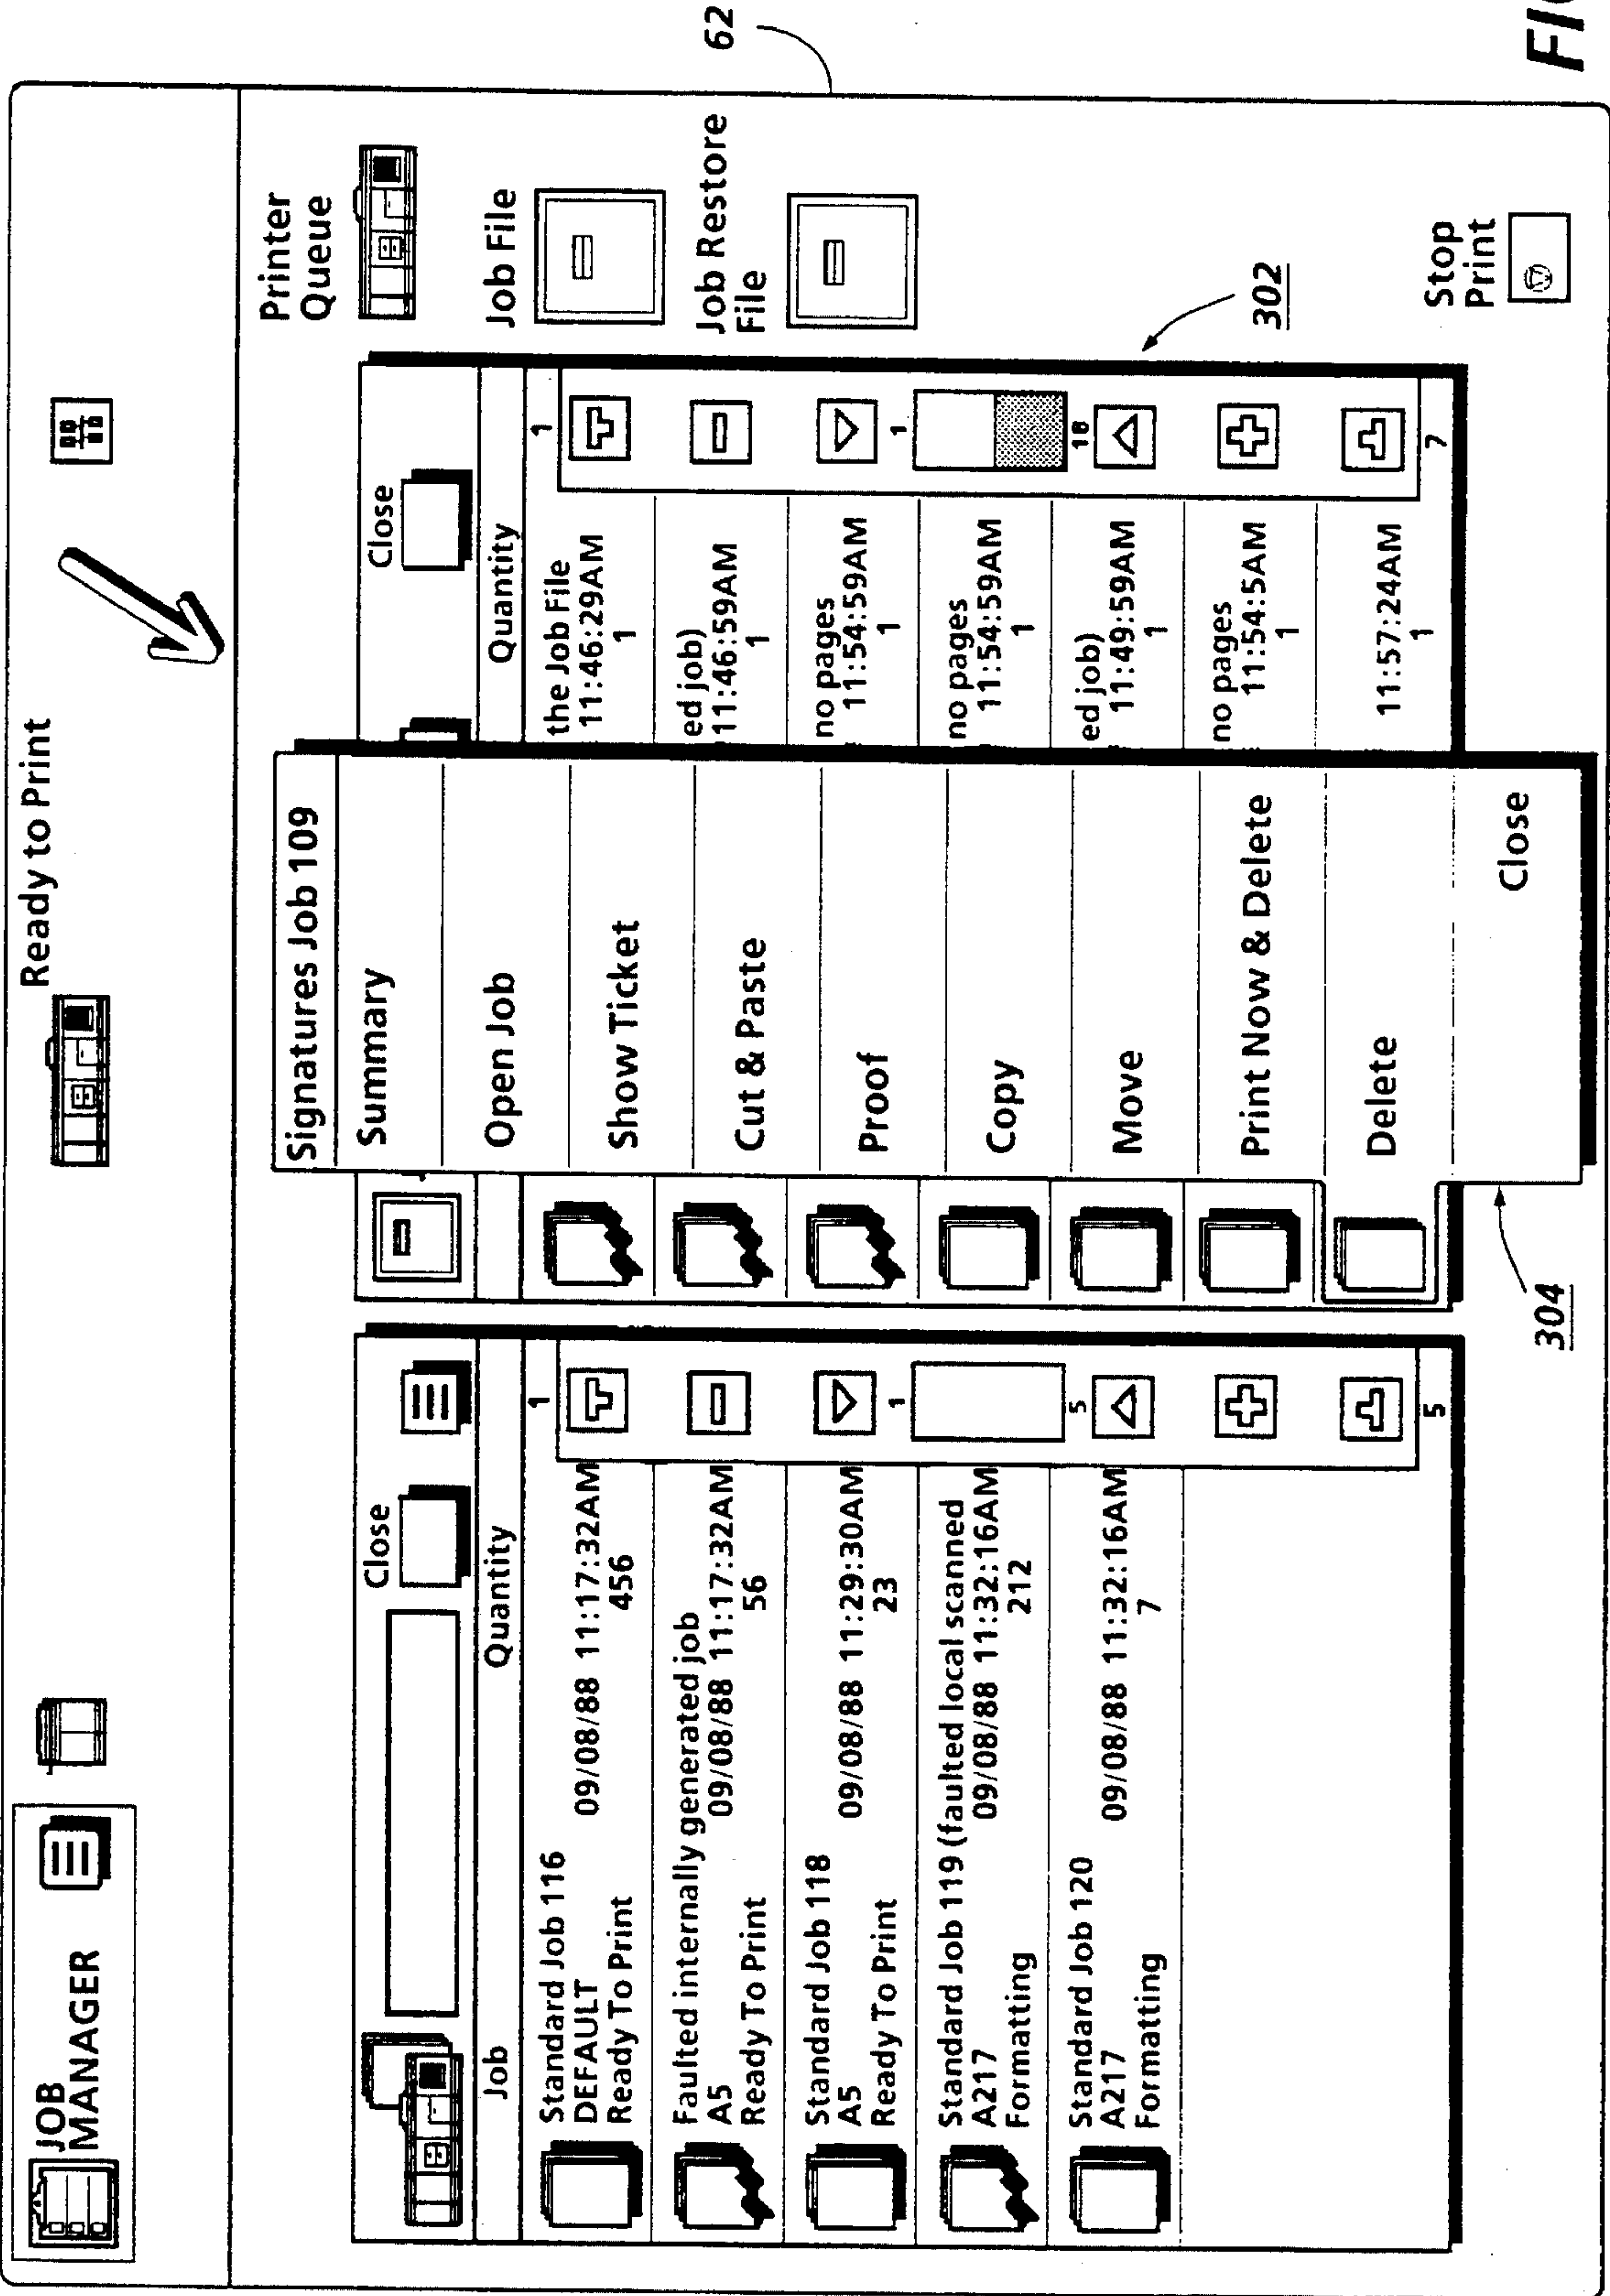 JOB
MANAGER
Ready to Print
62
Printer
Queue
Job File
Job Restore
File
Stop
Print
Close
Job
Quantity
Standard Job 116
DEFAULT 09/08/88 11:17:32AM
Ready To Print 456
Faulted internally generated job
A5 09/08/88 11:17:32AM
Ready To Print 56
Standard Job 118
A5 09/08/88 11:29:30AM
Ready To Print 23
Standard Job 119 (faulted local scanned
A217 09/08/88 11:32:16AM
Formatting 212
Standard Job 120
A217 09/08/88 11:32:16AM
Formatting 7
1
1
5
5
Signatures Job 109
Summary
Open Job
Show Ticket
Cut & Paste
Proof
Copy
Move
Print Now & Delete
Delete
Close
304
Close
Quantity
the Job File
11:46:29AM
1
ed job)
11:46:59AM
1
no pages
11:54:59AM
1
no pages
11:54:59AM
1
ed job)
11:49:59AM
1
no pages
11:54:5AM
1
11:57:24AM
1
1
1
18
7
302